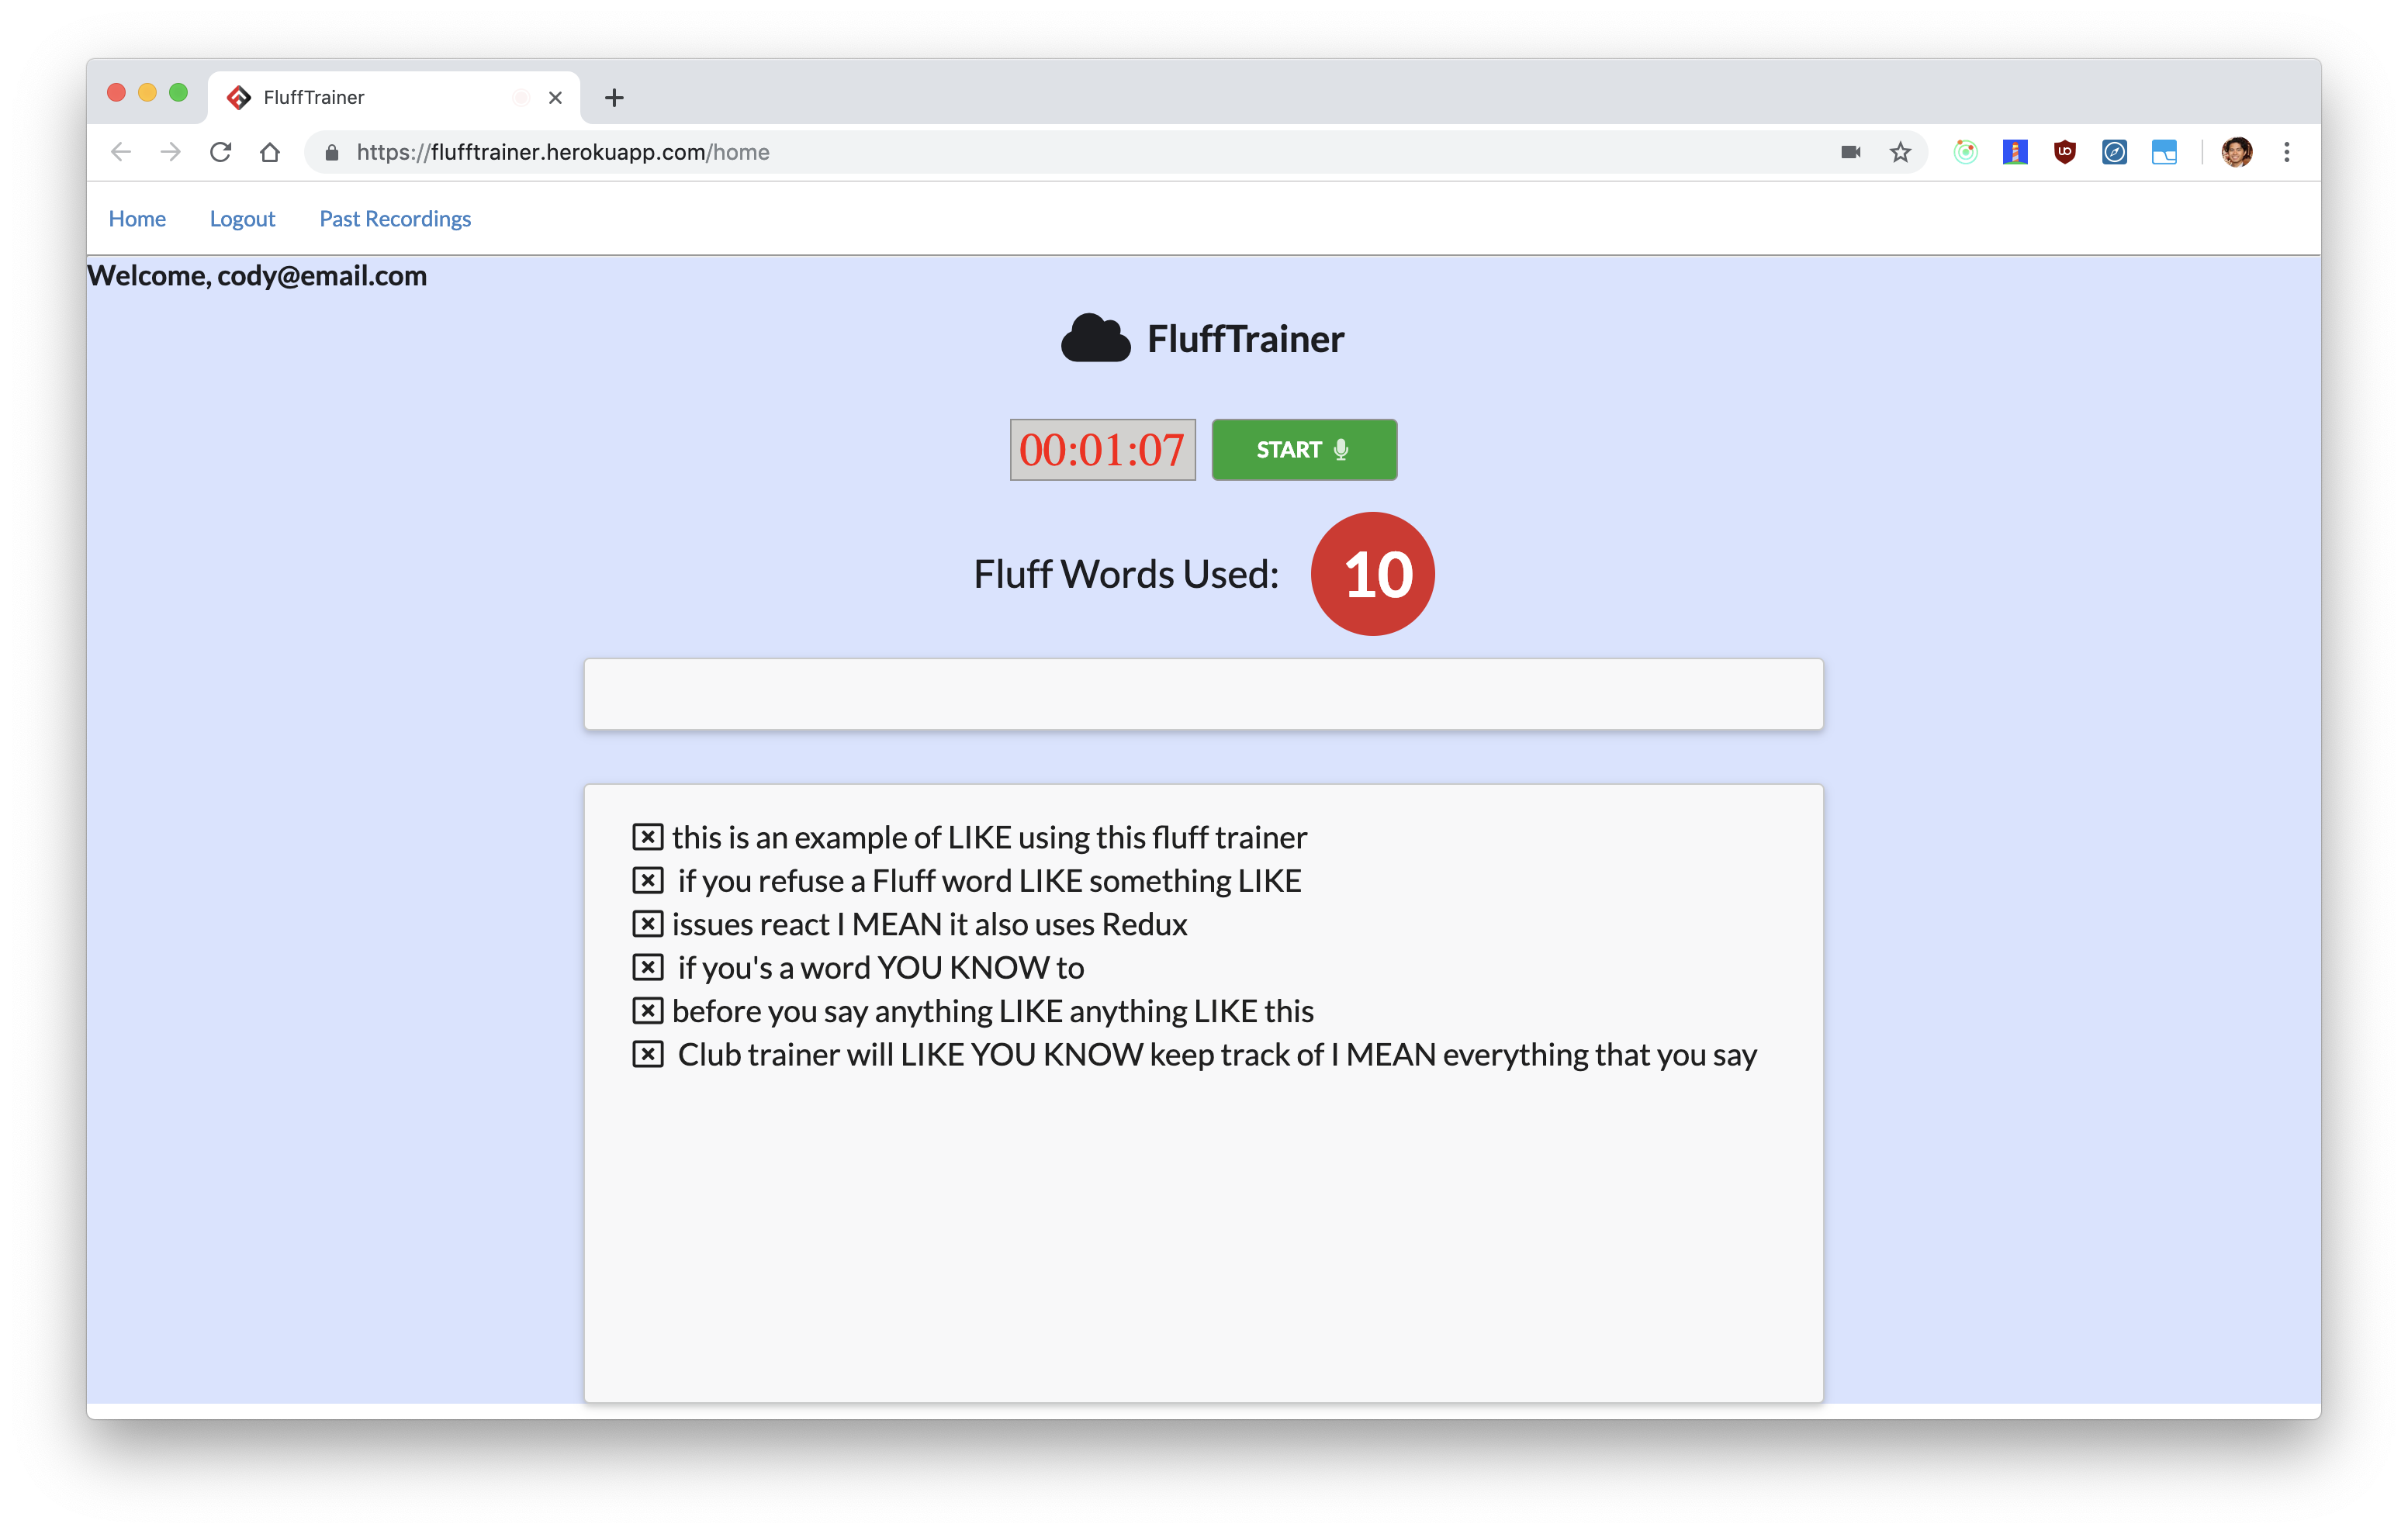 FluffTrainer
https://flufftrainer.herokuapp.com/home
Home Logout Past Recordings
Welcome, cody@email.com
FluffTrainer
00:01:07 START
Fluff Words Used: 10
this is an example of LIKE using this fluff trainer
if you refuse a Fluff word LIKE something LIKE
issues react I MEAN it also uses Redux
if you's a word YOU KNOW to
before you say anything LIKE anything LIKE this
Club trainer will LIKE YOU KNOW keep track of I MEAN everything that you say